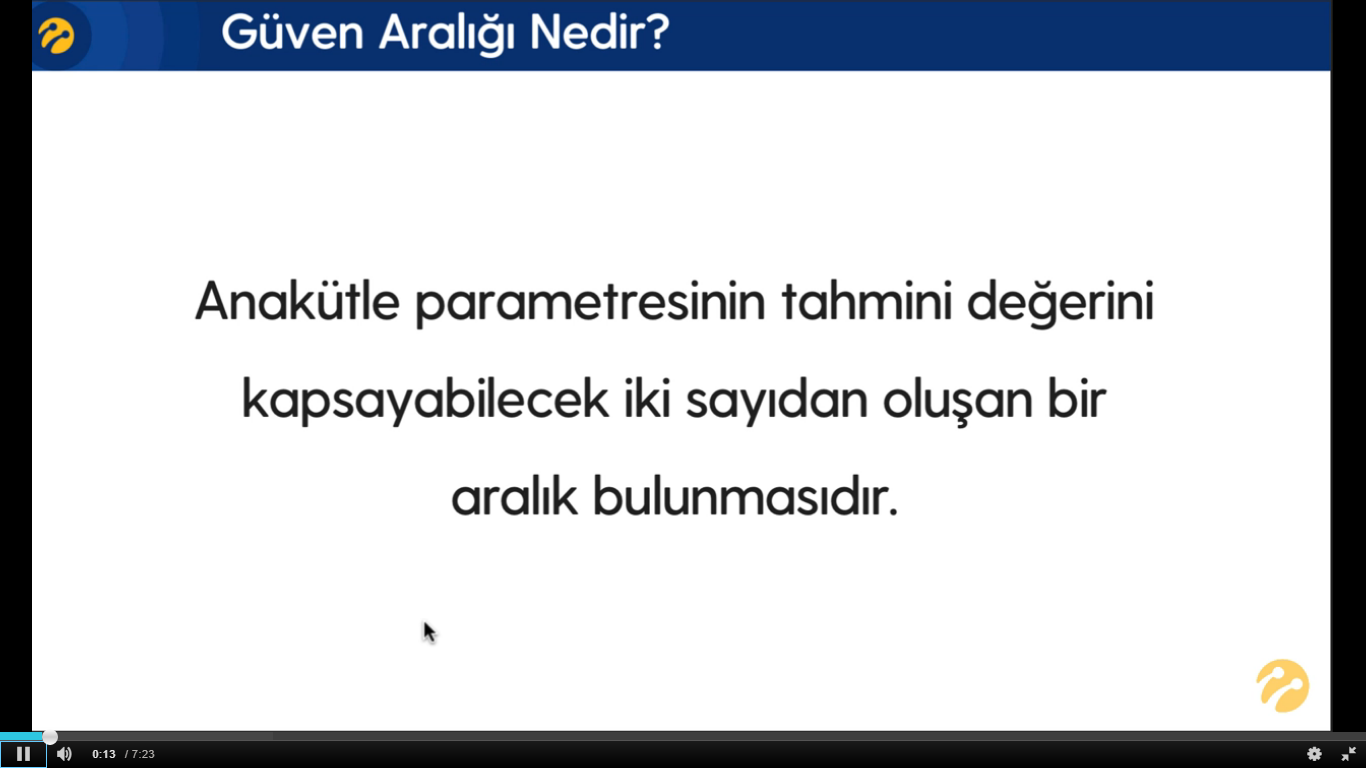 Güven Aralığı Nedir?
Anakütle parametresinin tahmini değerini
kapsayabilecek iki sayıdan oluşan bir
aralık bulunmasıdır.
0:13 / 7:23